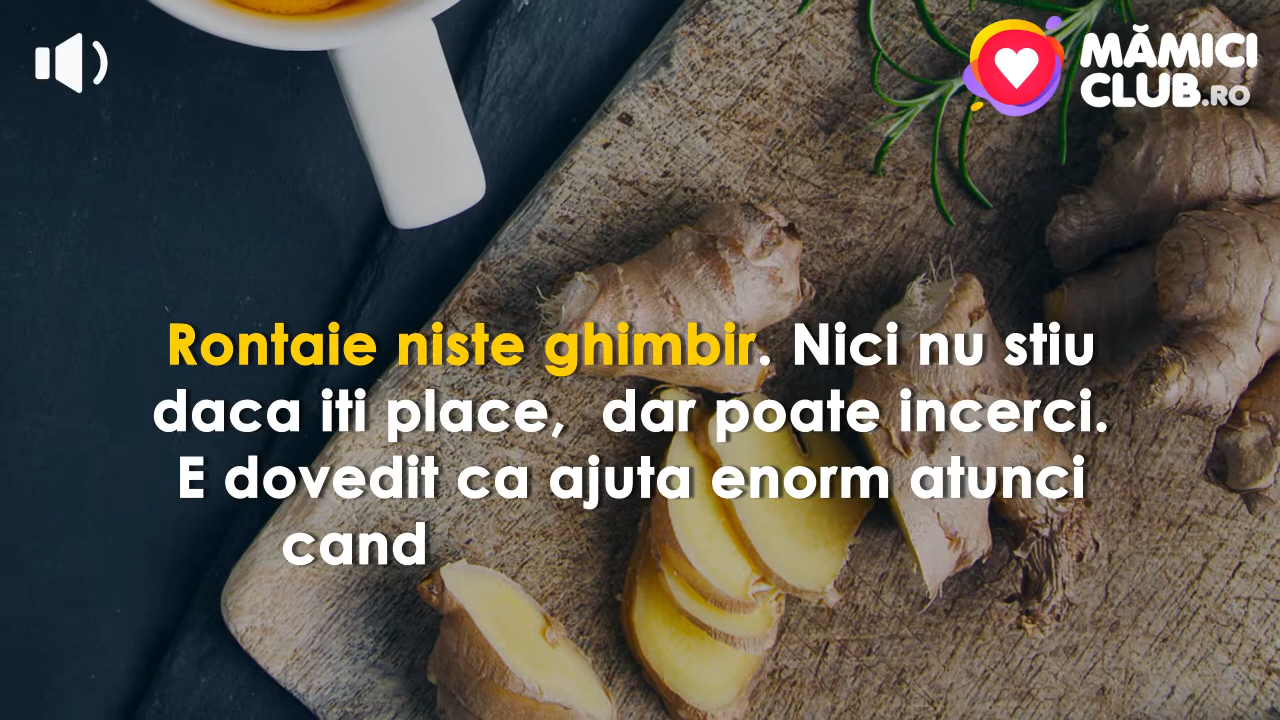 MĂMICI
CLUB.RO
Rontaie niste ghimbir. Nici nu stiu
daca iti place,  dar poate incerci.
E dovedit ca ajuta enorm atunci
cand